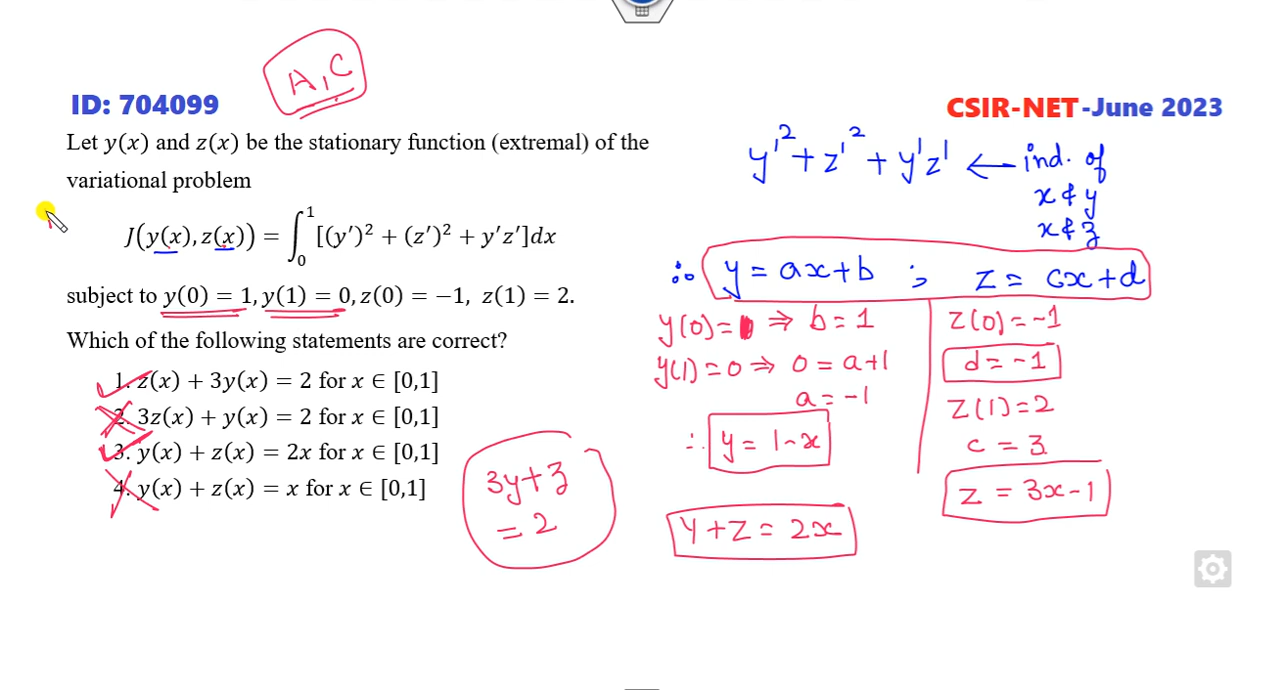 A, C
ID: 704099
CSIR-NET-June 2023
Let y(x) and z(x) be the stationary function (extremal) of the
variational problem
J(y(x), z(x)) = ∫₀¹ [(y′)² + (z′)² + y′z′]dx
subject to y(0) = 1, y(1) = 0, z(0) = −1, z(1) = 2.
Which of the following statements are correct?
1. z(x) + 3y(x) = 2 for x ∈ [0,1]
2. 3z(x) + y(x) = 2 for x ∈ [0,1]
3. y(x) + z(x) = 2x for x ∈ [0,1]
4. y(x) + z(x) = x for x ∈ [0,1]
3y+z
= 2
y'² + z'² + y'z' ← ind. of
x & y
x & z
∴ y = ax+b ; z = cx+d
y(0) = ⇒ b = 1
y(1) = 0 ⇒ 0 = a+1
a = −1
∴ y = 1−x
y+z = 2x
z(0) = −1
d = −1
z(1) = 2
c = 3
z = 3x−1